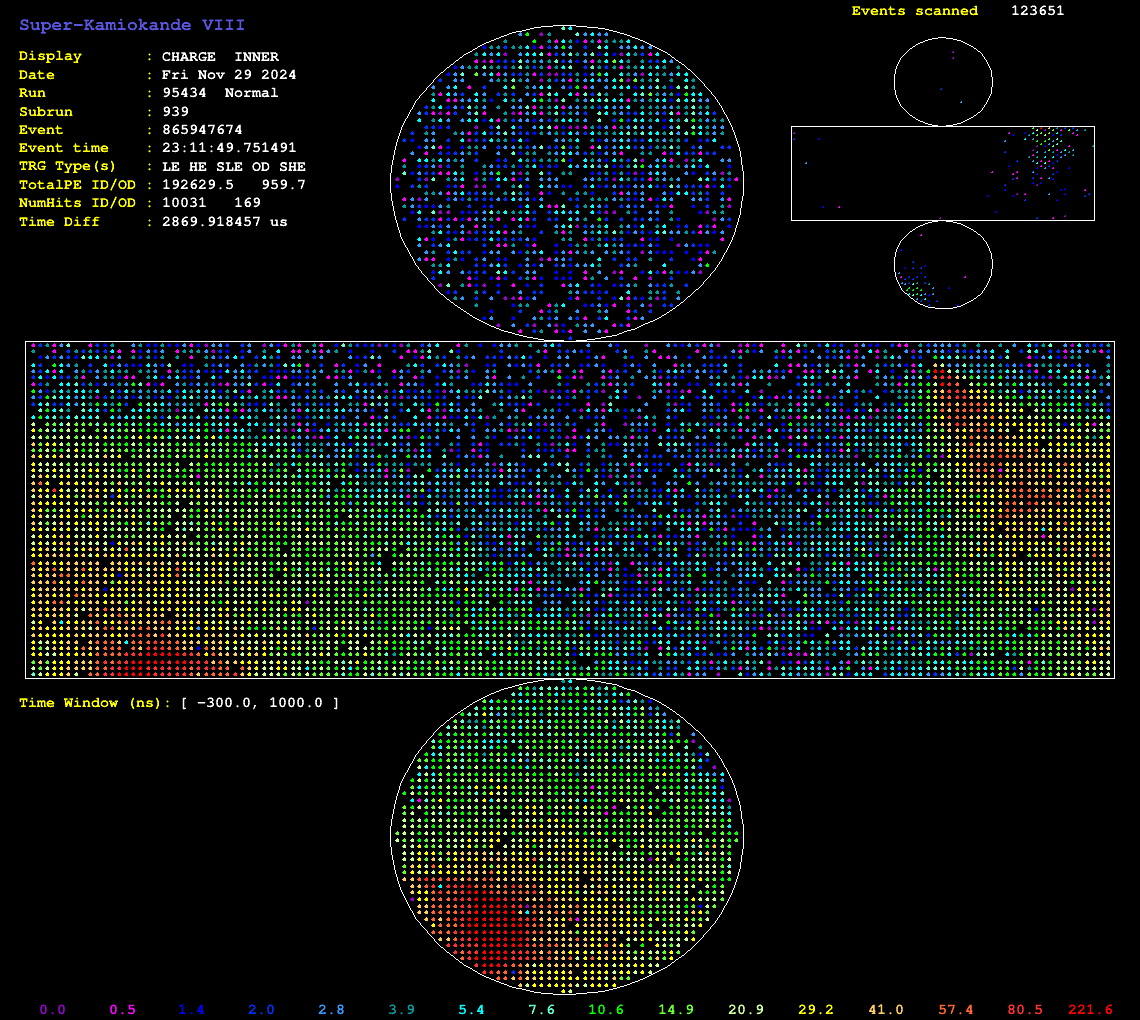 Super-Kamiokande VIII
Events scanned 123651
Display : CHARGE INNER
Date : Fri Nov 29 2024
Run : 95434 Normal
Subrun : 939
Event : 865947674
Event time : 23:11:49.751491
TRG Type(s) : LE HE SLE OD SHE
TotalPE ID/OD : 192629.5 959.7
NumHits ID/OD : 10031 169
Time Diff : 2869.918457 us
Time Window (ns): [ -300.0, 1000.0 ]
0.0 0.5 1.4 2.0 2.8 3.9 5.4 7.6 10.6 14.9 20.9 29.2 41.0 57.4 80.5 221.6